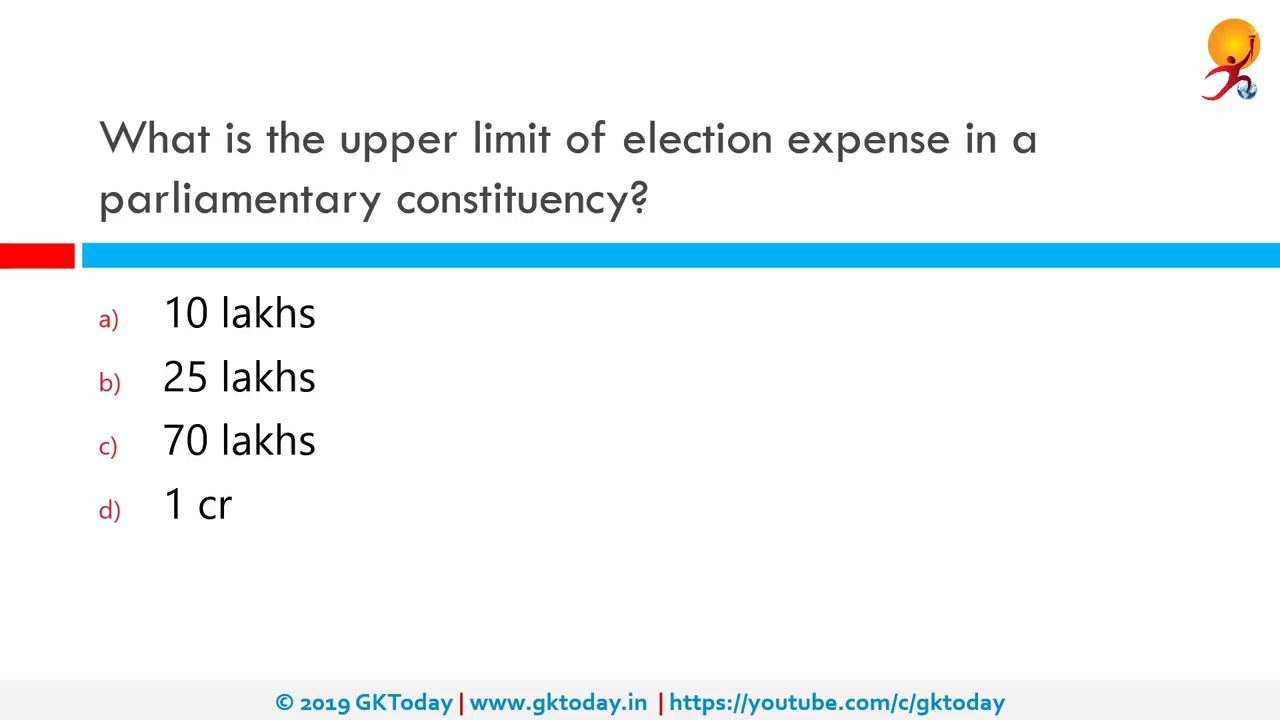 What is the upper limit of election expense in a
parliamentary constituency?
a) 10 lakhs
b) 25 lakhs
c) 70 lakhs
d) 1 cr
© 2019 GKToday | www.gktoday.in | https://youtube.com/c/gktoday